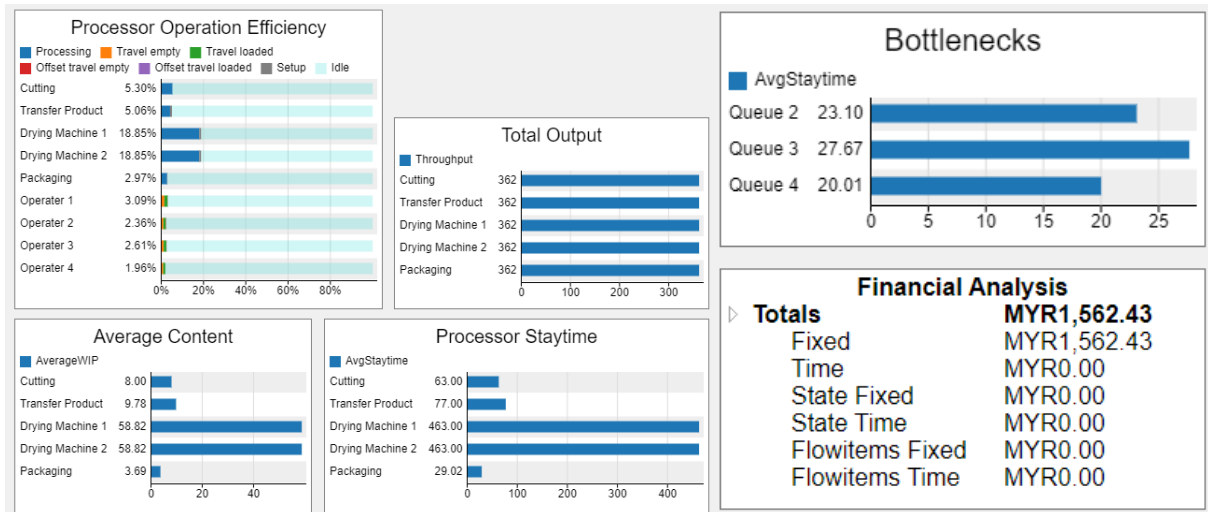 Processor Operation Efficiency
Processing Travel empty Travel loaded
Offset travel empty Offset travel loaded Setup Idle
Cutting 5.30%
Transfer Product 5.06%
Drying Machine 1 18.85%
Drying Machine 2 18.85%
Packaging 2.97%
Operater 1 3.09%
Operater 2 2.36%
Operater 3 2.61%
Operater 4 1.96%
0% 20% 40% 60% 80%
Total Output
Throughput
Cutting 362
Transfer Product 362
Drying Machine 1 362
Drying Machine 2 362
Packaging 362
0 100 200 300
Bottlenecks
AvgStaytime
Queue 2 23.10
Queue 3 27.67
Queue 4 20.01
0 5 10 15 20 25
Average Content
AverageWIP
Cutting 8.00
Transfer Product 9.78
Drying Machine 1 58.82
Drying Machine 2 58.82
Packaging 3.69
0 20 40
Processor Staytime
AvgStaytime
Cutting 63.00
Transfer Product 77.00
Drying Machine 1 463.00
Drying Machine 2 463.00
Packaging 29.02
0 100 200 300 400
Financial Analysis
Totals MYR1,562.43
Fixed MYR1,562.43
Time MYR0.00
State Fixed MYR0.00
State Time MYR0.00
Flowitems Fixed MYR0.00
Flowitems Time MYR0.00